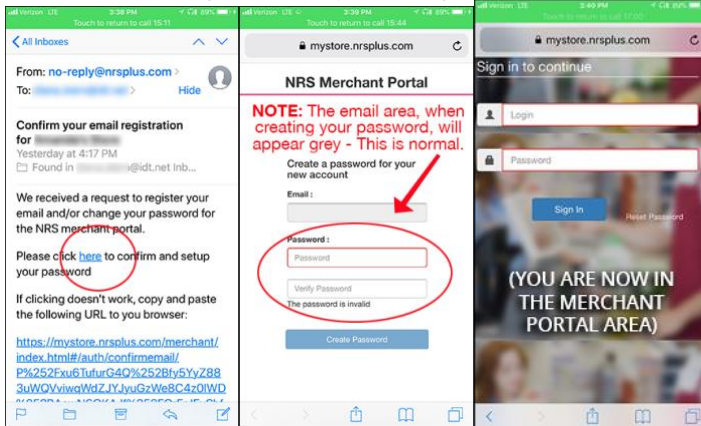 Verizon LTE 3:38 PM 89%
Touch to return to call 15:11
All Inboxes
From: no-reply@nrsplus.com >
To: >
Hide
Confirm your email registration
for
Yesterday at 4:17 PM
Found in @idt.net Inb...
We received a request to register your
email and/or change your password for
the NRS merchant portal.
Please click here to confirm and setup
your password
If clicking doesn't work, copy and paste
the following URL to you browser:
https://mystore.nrsplus.com/merchant/
index.html#/auth/confirmemail/
P%252Fxu6TufurG4Q%252Bfy5YyZ88
3uWQVviwqWdZJYJyuGzWe8C4z0IWD
Verizon LTE 3:39 PM 89%
Touch to return to call 15:44
mystore.nrsplus.com
NRS Merchant Portal
NOTE: The email area, when
creating your password, will
appear grey - This is normal.
Create a password for your
new account
Email :
Password :
Password
Verify Password
The password is invalid
Create Password
Verizon LTE 3:40 PM 89%
Touch to return to call 17:00
mystore.nrsplus.com
Sign in to continue
Login
Password
Sign In
Reset Password
(YOU ARE NOW IN
THE MERCHANT
PORTAL AREA)